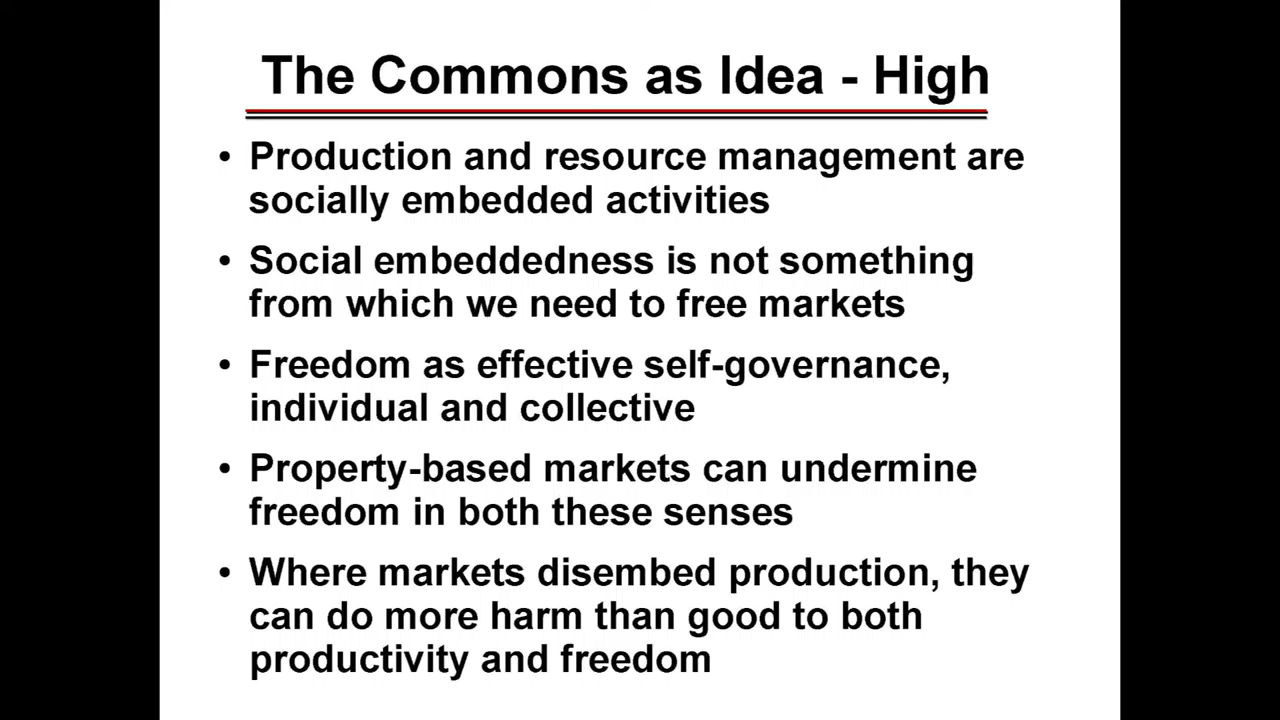 The Commons as Idea - High
• Production and resource management are
socially embedded activities
• Social embeddedness is not something
from which we need to free markets
• Freedom as effective self-governance,
individual and collective
• Property-based markets can undermine
freedom in both these senses
• Where markets disembed production, they
can do more harm than good to both
productivity and freedom